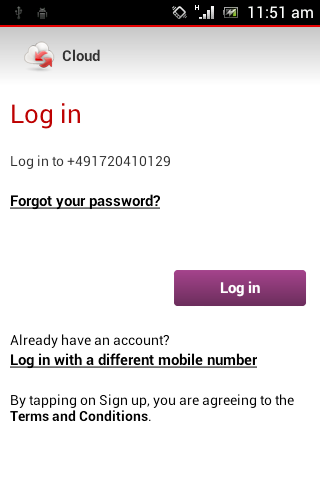 H 11:51 am
Cloud
Log in
Log in to +491720410129
Forgot your password?
Log in
Already have an account?
Log in with a different mobile number
By tapping on Sign up, you are agreeing to the
Terms and Conditions.